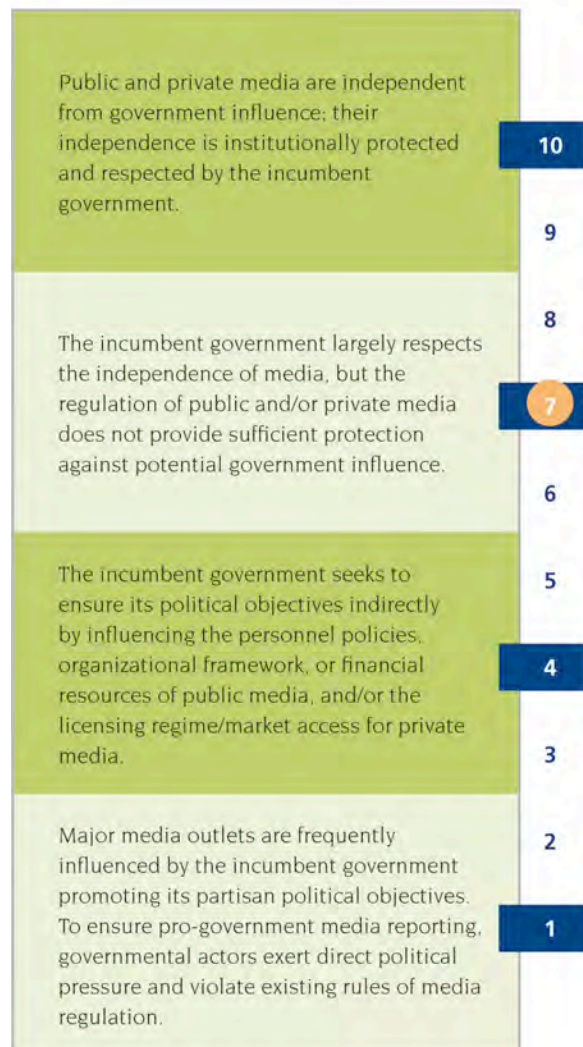 Public and private media are independent
from government influence; their
independence is institutionally protected
and respected by the incumbent
government.
10
9
8
The incumbent government largely respects
the independence of media, but the
regulation of public and/or private media
does not provide sufficient protection
against potential government influence.
7
6
5
The incumbent government seeks to
ensure its political objectives indirectly
by influencing the personnel policies,
organizational framework, or financial
resources of public media, and/or the
licensing regime/market access for private
media.
4
3
2
Major media outlets are frequently
influenced by the incumbent government
promoting its partisan political objectives.
To ensure pro-government media reporting,
governmental actors exert direct political
pressure and violate existing rules of media
regulation.
1